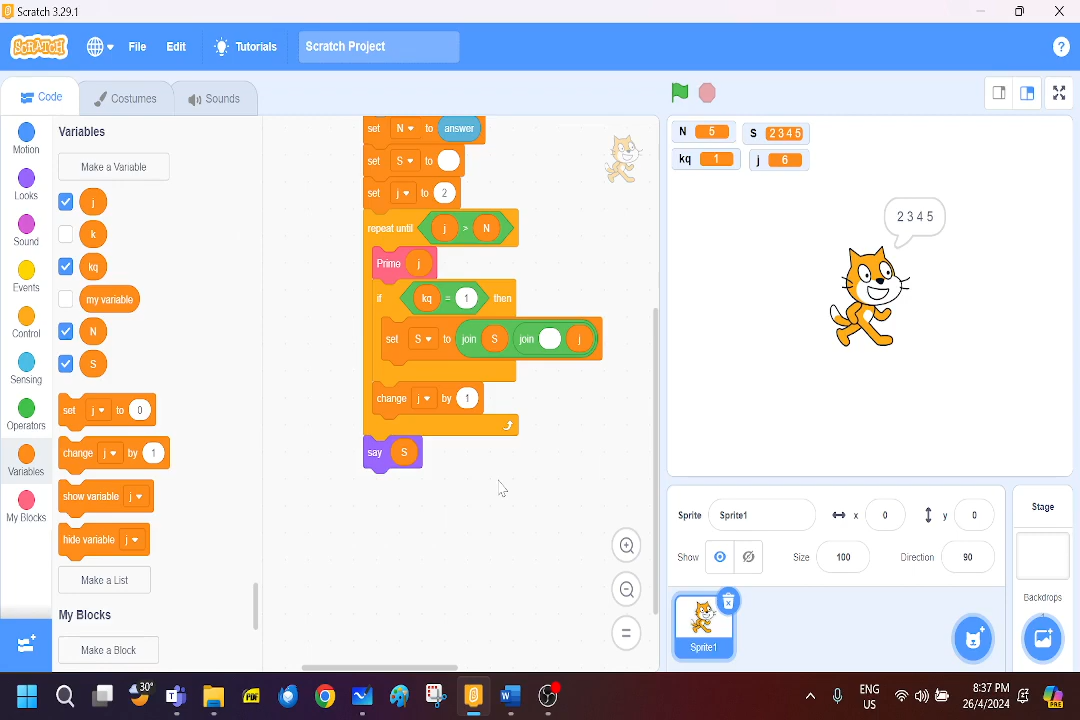 Scratch 3.29.1
SCRATCH File Edit Tutorials Scratch Project ?
Code Costumes Sounds
Motion
Looks
Sound
Events
Control
Sensing
Operators
Variables
My Blocks
Variables
Make a Variable
j
k
kq
my variable
N
S
set j to 0
change j by 1
show variable j
hide variable j
Make a List
My Blocks
Make a Block
set N to answer
set S to
set j to 2
repeat until j > N
Prime j
if kq = 1 then
set S to join S join j
change j by 1
say S
N 5 S 2 3 4 5
kq 1 j 6
2 3 4 5
Sprite Sprite1 x 0 y 0
Show Size 100 Direction 90
Sprite1
Stage
Backdrops
30°
PDF
ENG
US
8:37 PM
26/4/2024
PRE